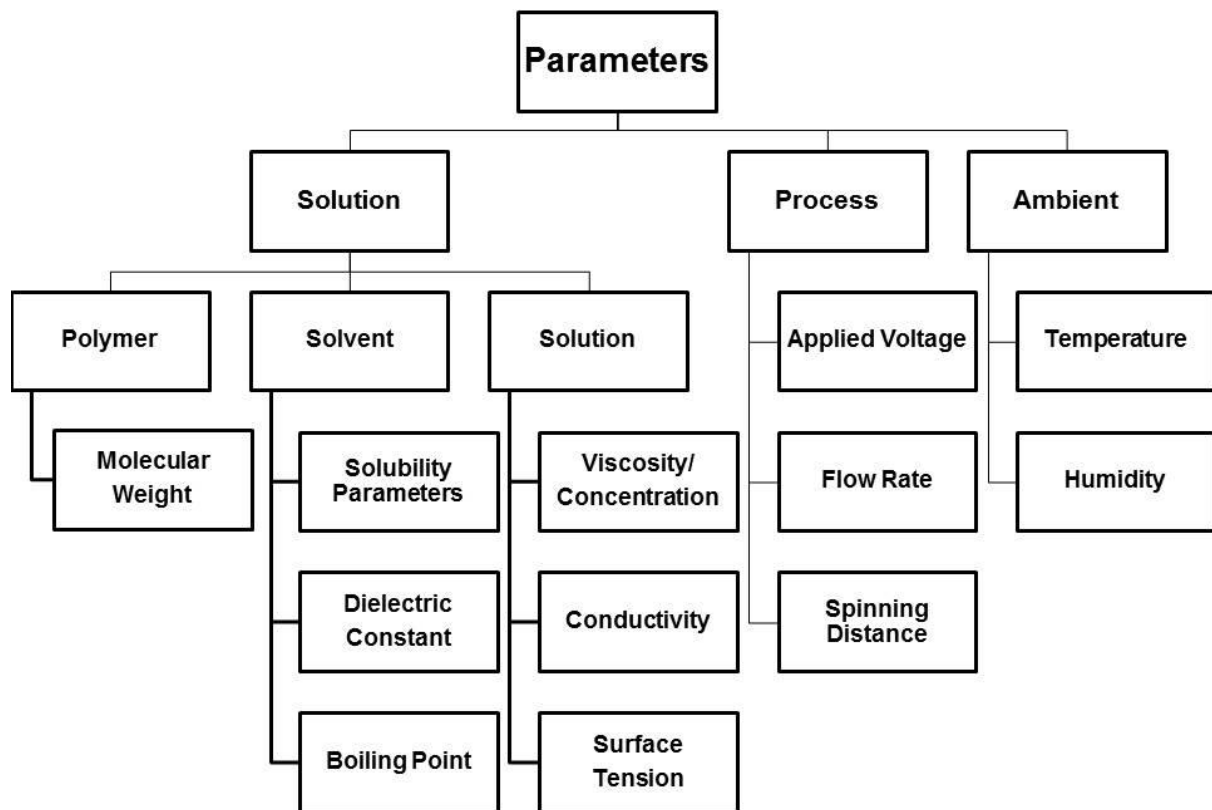 Parameters
Solution
Process
Ambient
Polymer
Solvent
Solution
Applied Voltage
Temperature
Molecular
Weight
Solubility
Parameters
Viscosity/
Concentration
Flow Rate
Humidity
Dielectric
Constant
Conductivity
Spinning
Distance
Boiling Point
Surface
Tension